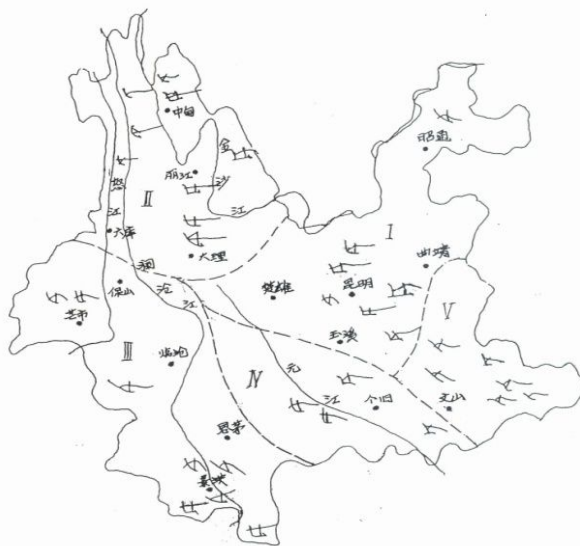 中甸
昭通
金
丽江
沙
怒
II
江
江
I
六库
大理
曲靖
澜
沧
保山
楚雄
昆明
江
V
芒市
玉溪
III
临沧
元
IV
江
个旧
文山
思茅
景洪